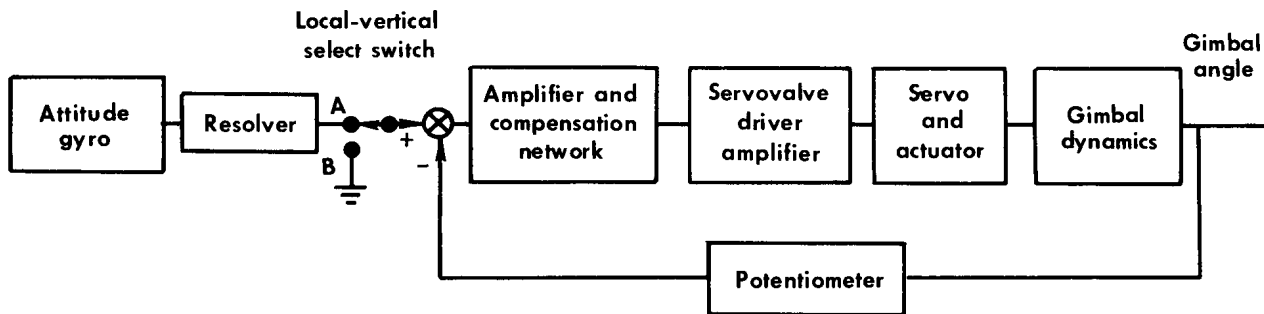 Local-vertical
select switch
Gimbal
angle
Attitude
gyro
Resolver
A
B
+
-
Amplifier and
compensation
network
Servovalve
driver
amplifier
Servo
and
actuator
Gimbal
dynamics
Potentiometer